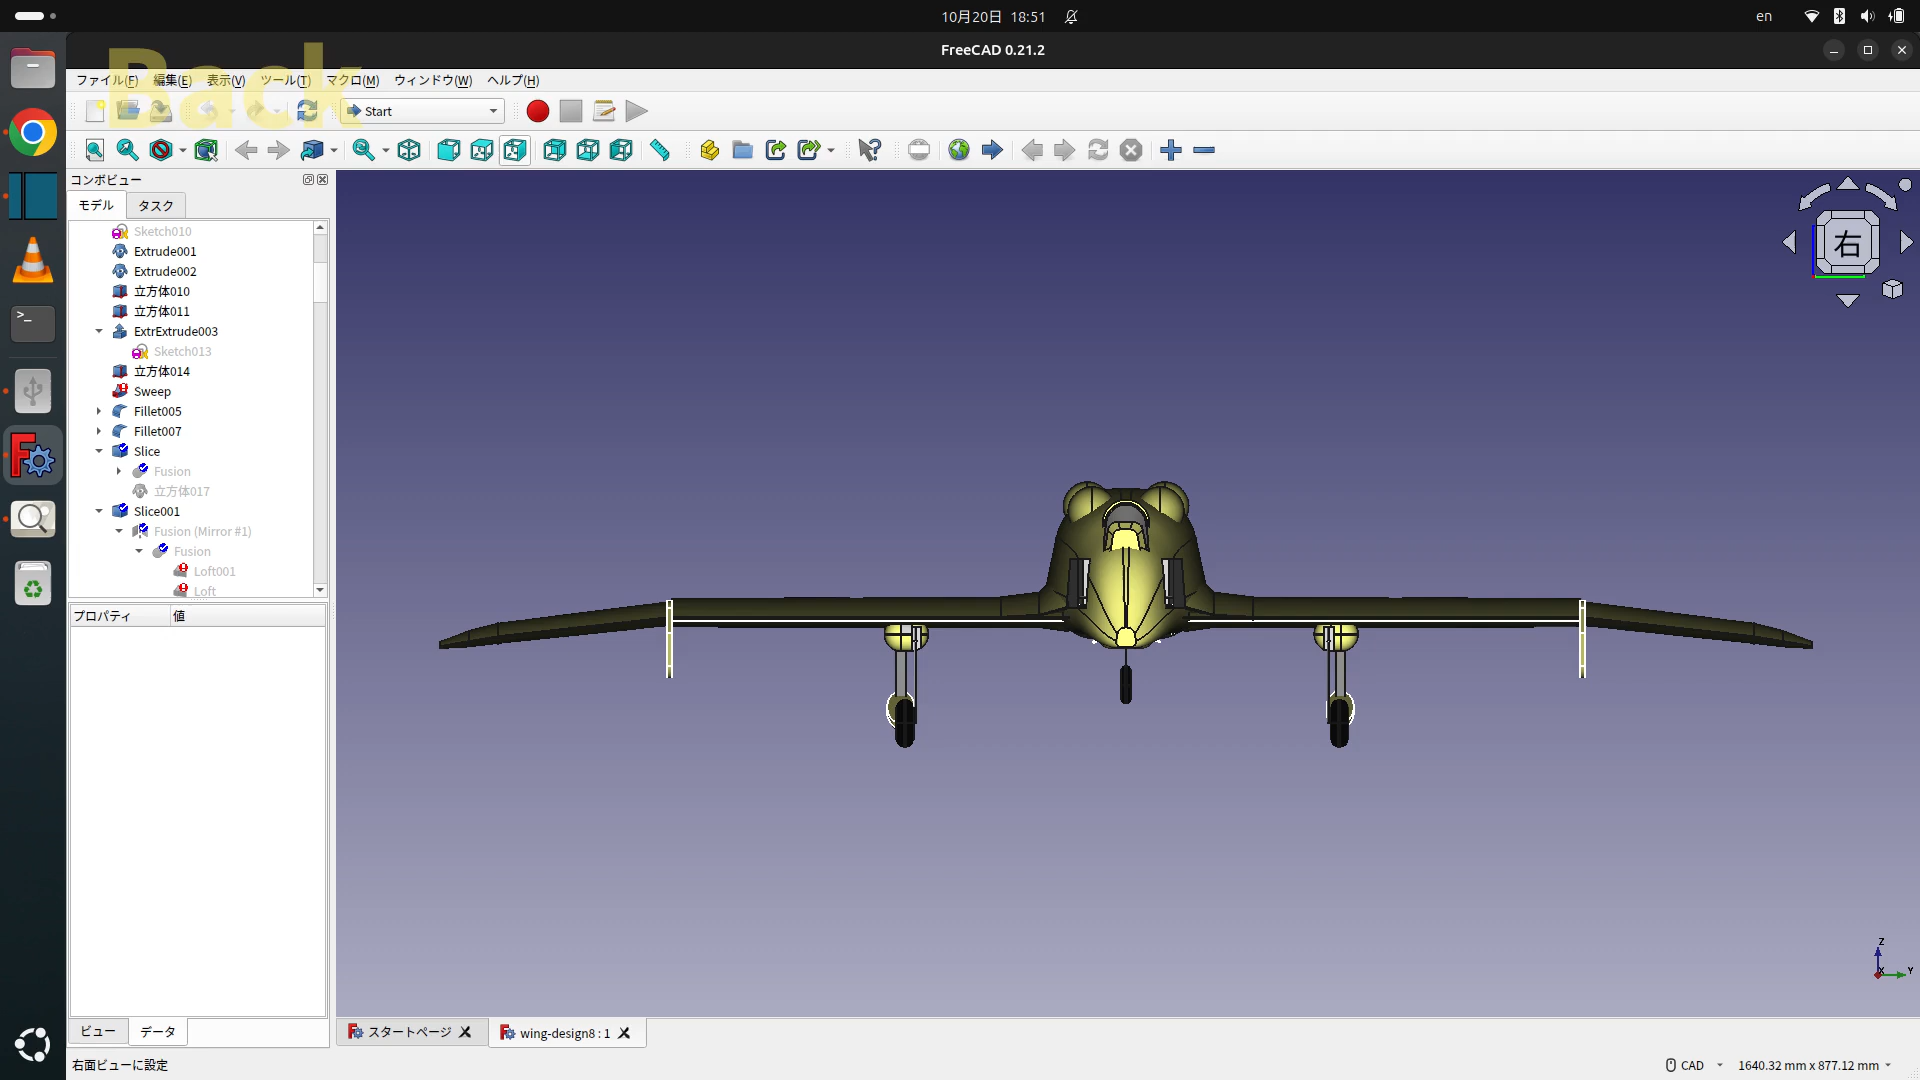 10月20日 18:51
en
FreeCAD 0.21.2
Back
ファイル(F) 編集(E) 表示(V) ツール(T) マクロ(M) ウィンドウ(W) ヘルプ(H)
Start
コンボビュー
モデル タスク
Sketch010
Extrude001
Extrude002
立方体010
立方体011
ExtrExtrude003
Sketch013
立方体014
Sweep
Fillet005
Fillet007
Slice
Fusion
立方体017
Slice001
Fusion (Mirror #1)
Fusion
Loft001
Loft
プロパティ 値
右
Z
X
Y
ビュー データ
スタートページ wing-design8 : 1
右面ビューに設定
CAD 1640.32 mm x 877.12 mm